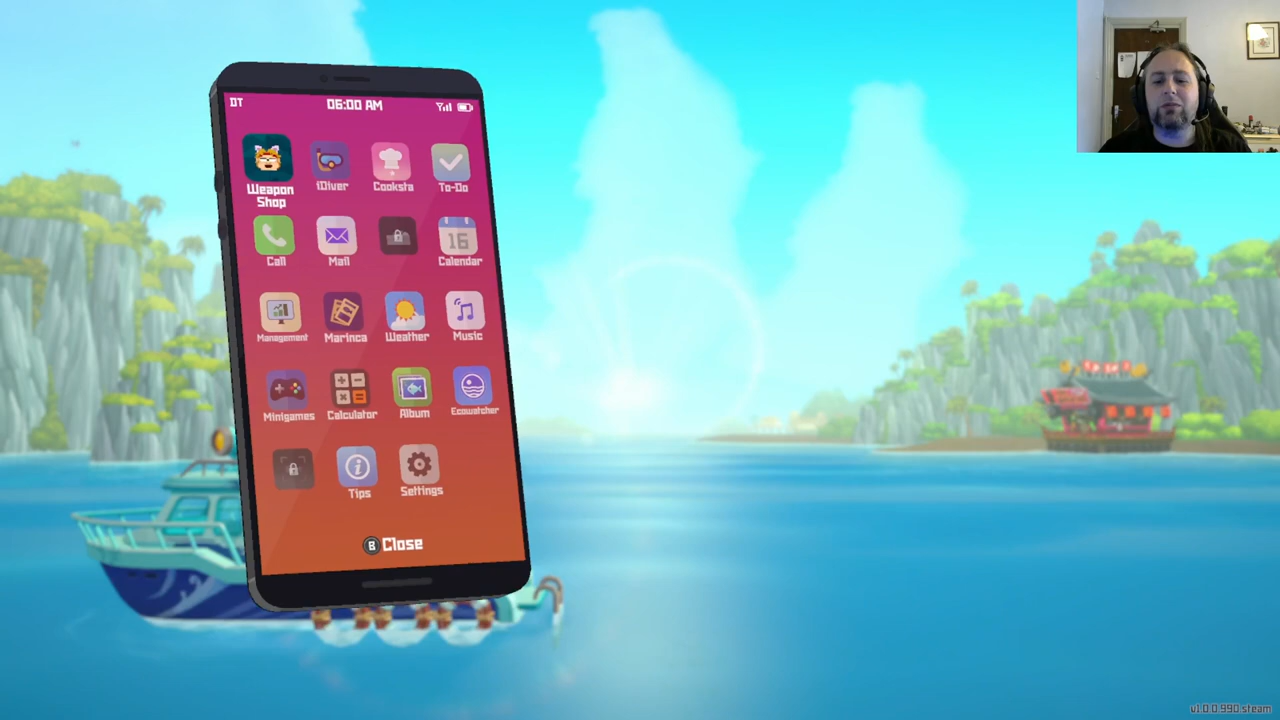 DT
06:00 AM
Weapon
Shop
iDiver
Cooksta
To-Do
Call
Mail
16
Calendar
Management
Marinca
Weather
Music
Minigames
Calculator
Album
Ecowatcher
Tips
Settings
B Close
v1.0.0.990.steam